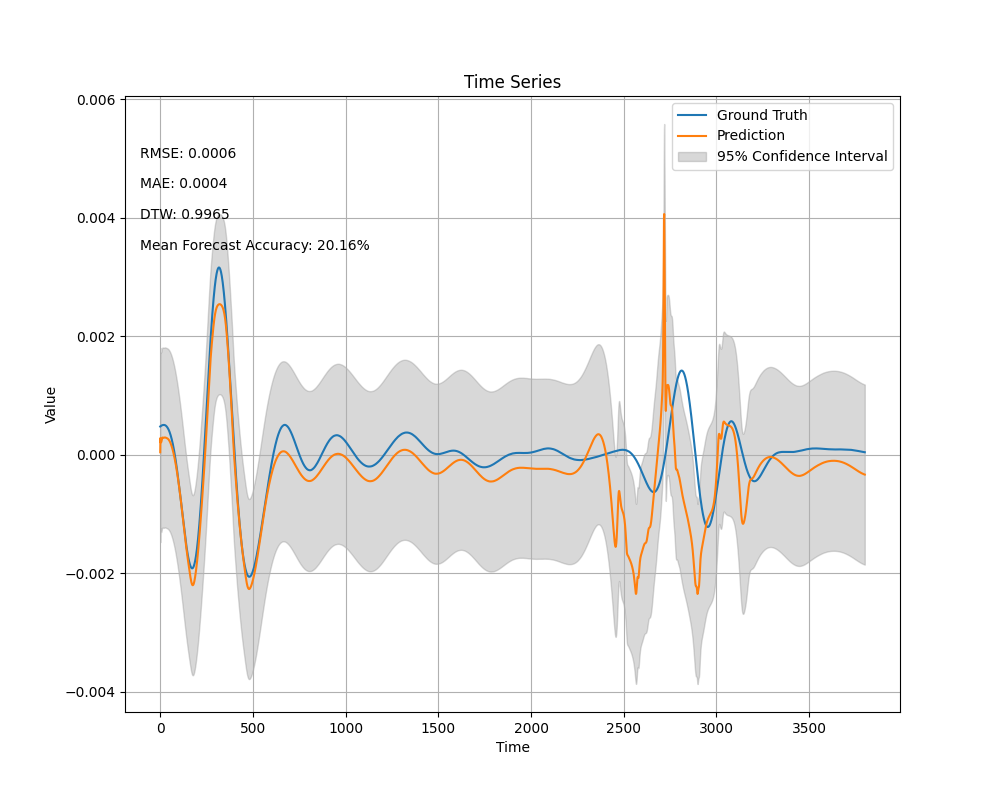 Time Series
0.006
0.004
0.002
0.000
−0.002
−0.004
Value
RMSE: 0.0006
MAE: 0.0004
DTW: 0.9965
Mean Forecast Accuracy: 20.16%
Ground Truth
Prediction
95% Confidence Interval
0
500
1000
1500
2000
2500
3000
3500
Time